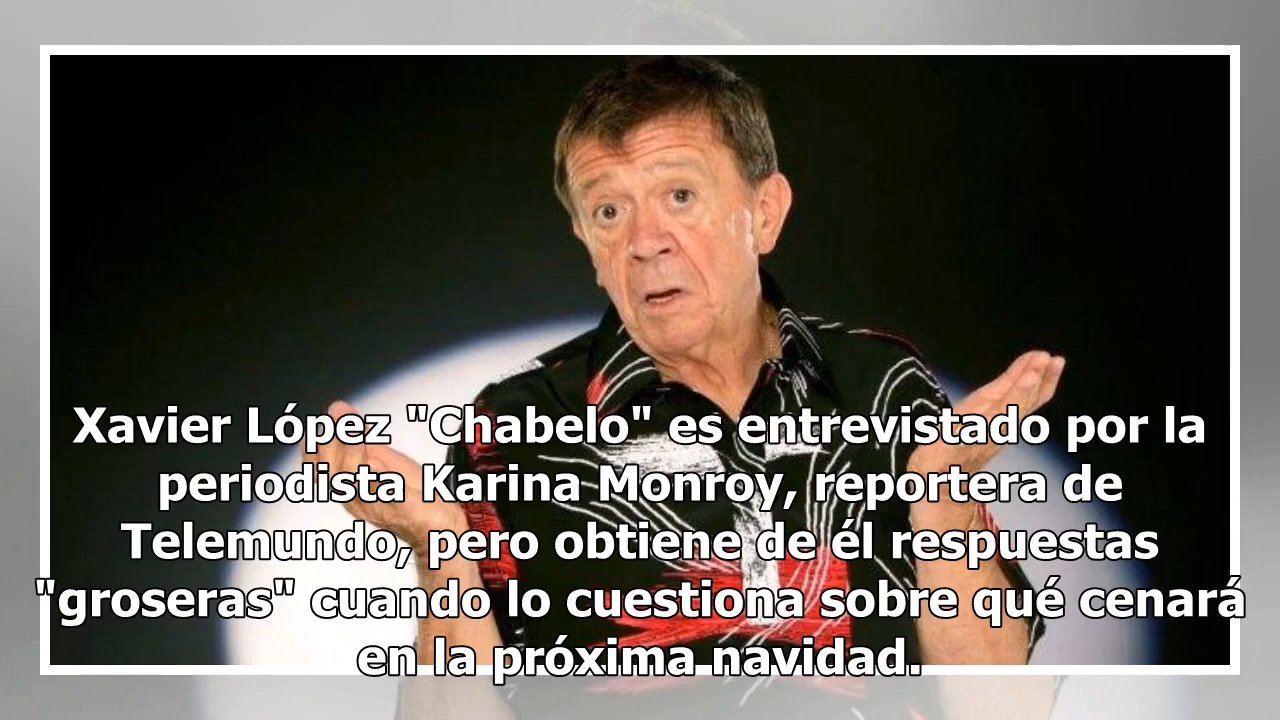 Xavier López "Chabelo" es entrevistado por la
periodista Karina Monroy, reportera de
Telemundo, pero obtiene de él respuestas
"groseras" cuando lo cuestiona sobre qué cenará
en la próxima navidad.